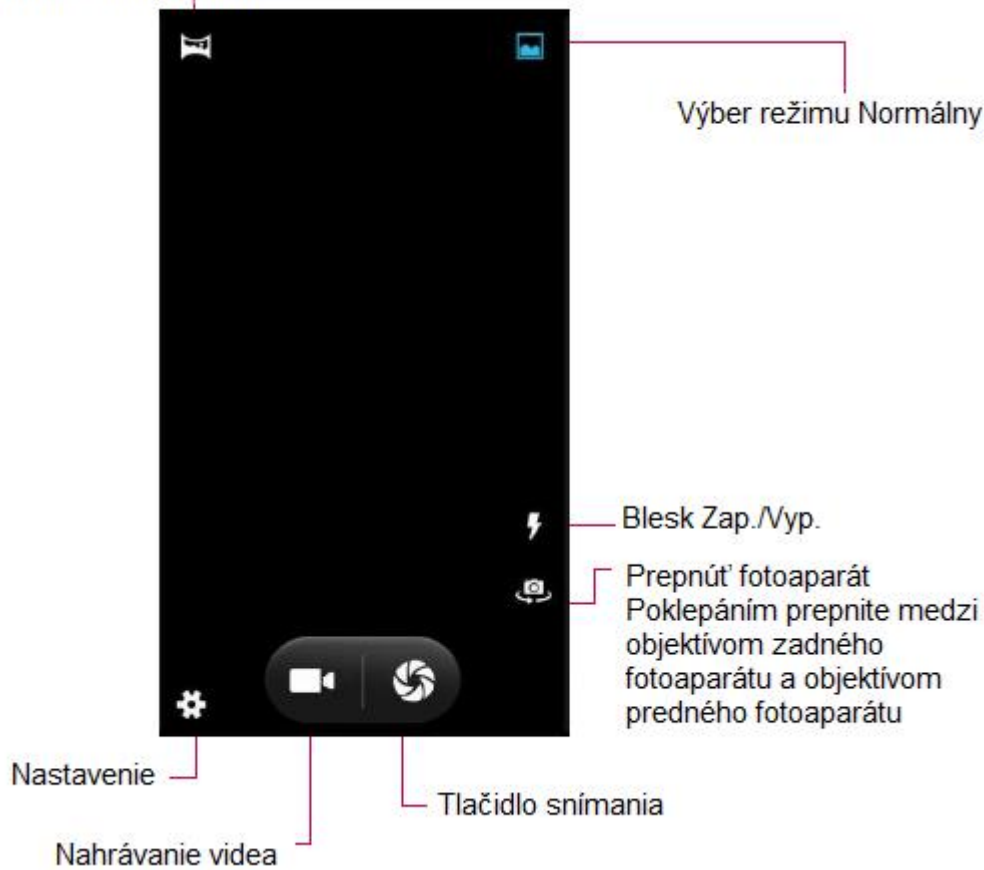 Výber režimu Normálny
Blesk Zap./Vyp.
Prepnúť fotoaparát
Poklepáním prepnite medzi
objektívom zadného
fotoaparátu a objektívom
predného fotoaparátu
Nastavenie
Tlačidlo snímania
Nahrávanie videa